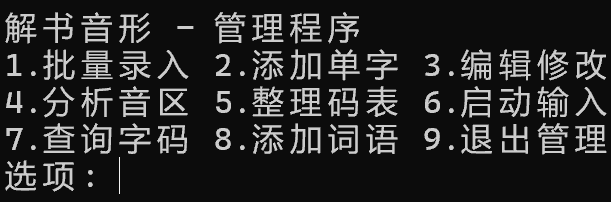 解书音形 - 管理程序
1.批量录入 2.添加单字 3.编辑修改
4.分析音区 5.整理码表 6.启动输入
7.查询字码 8.添加词语 9.退出管理
选项: